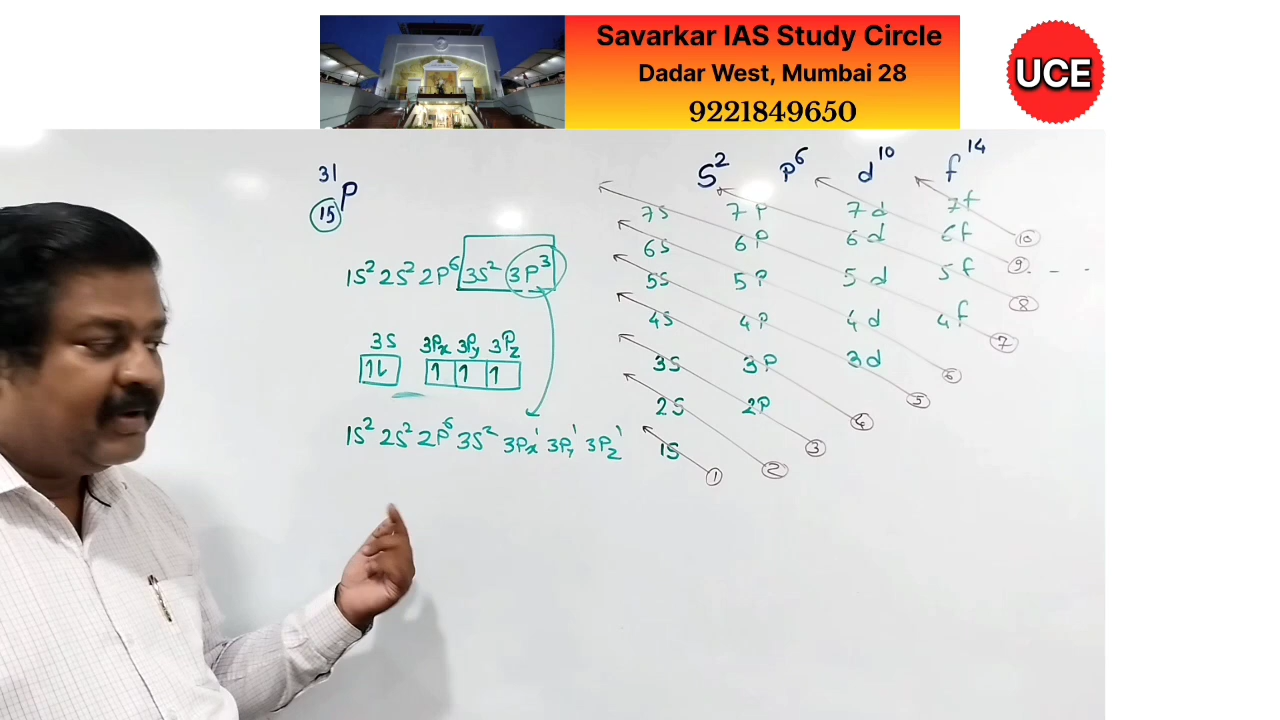 Savarkar IAS Study Circle
Dadar West, Mumbai 28
9221849650
UCE
31
15 P
1S² 2S² 2P⁶ 3S² 3P³
3S 3Px 3Py 3Pz
1l 1 1 1
1S² 2S² 2P⁶ 3S² 3Px¹ 3Py¹ 3Pz¹
S² P⁶ d¹⁰ f¹⁴
7S 7P 7d 7f
10
6S 6P 6d 6f
9 . - -
5S 5P 5d 5f
8
4S 4P 4d 4f
7
3S 3P 3d
6
5
2S 2P
4
1S
3
2
1